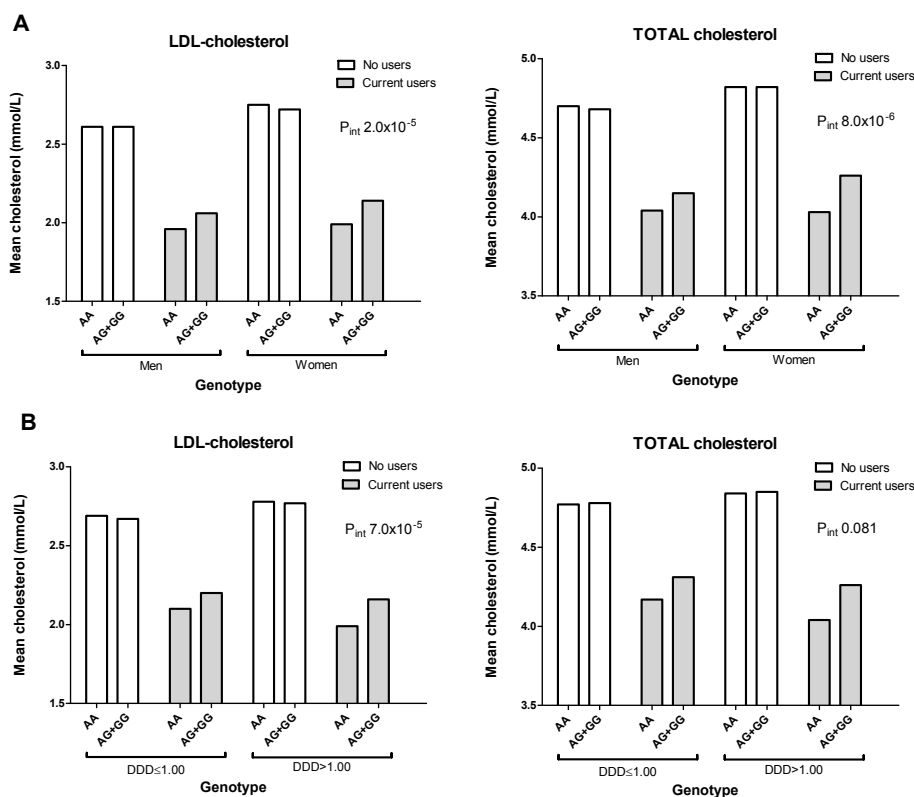 A
LDL-cholesterol
No users
Current users
P_int 2.0x10^-5
Mean cholesterol (mmol/L)
3.0
2.5
2.0
1.5
AA
AG+GG
AA
AG+GG
AA
AG+GG
AA
AG+GG
Men
Women
Genotype
TOTAL cholesterol
No users
Current users
P_int 8.0x10^-6
Mean cholesterol (mmol/L)
5.0
4.5
4.0
3.5
AA
AG+GG
AA
AG+GG
AA
AG+GG
AA
AG+GG
Men
Women
Genotype
B
LDL-cholesterol
No users
Current users
P_int 7.0x10^-5
Mean cholesterol (mmol/L)
3.0
2.5
2.0
1.5
AA
AG+GG
AA
AG+GG
AA
AG+GG
AA
AG+GG
DDD≤1.00
DDD>1.00
Genotype
TOTAL cholesterol
No users
Current users
P_int 0.081
Mean cholesterol (mmol/L)
5.0
4.5
4.0
3.5
AA
AG+GG
AA
AG+GG
AA
AG+GG
AA
AG+GG
DDD≤1.00
DDD>1.00
Genotype